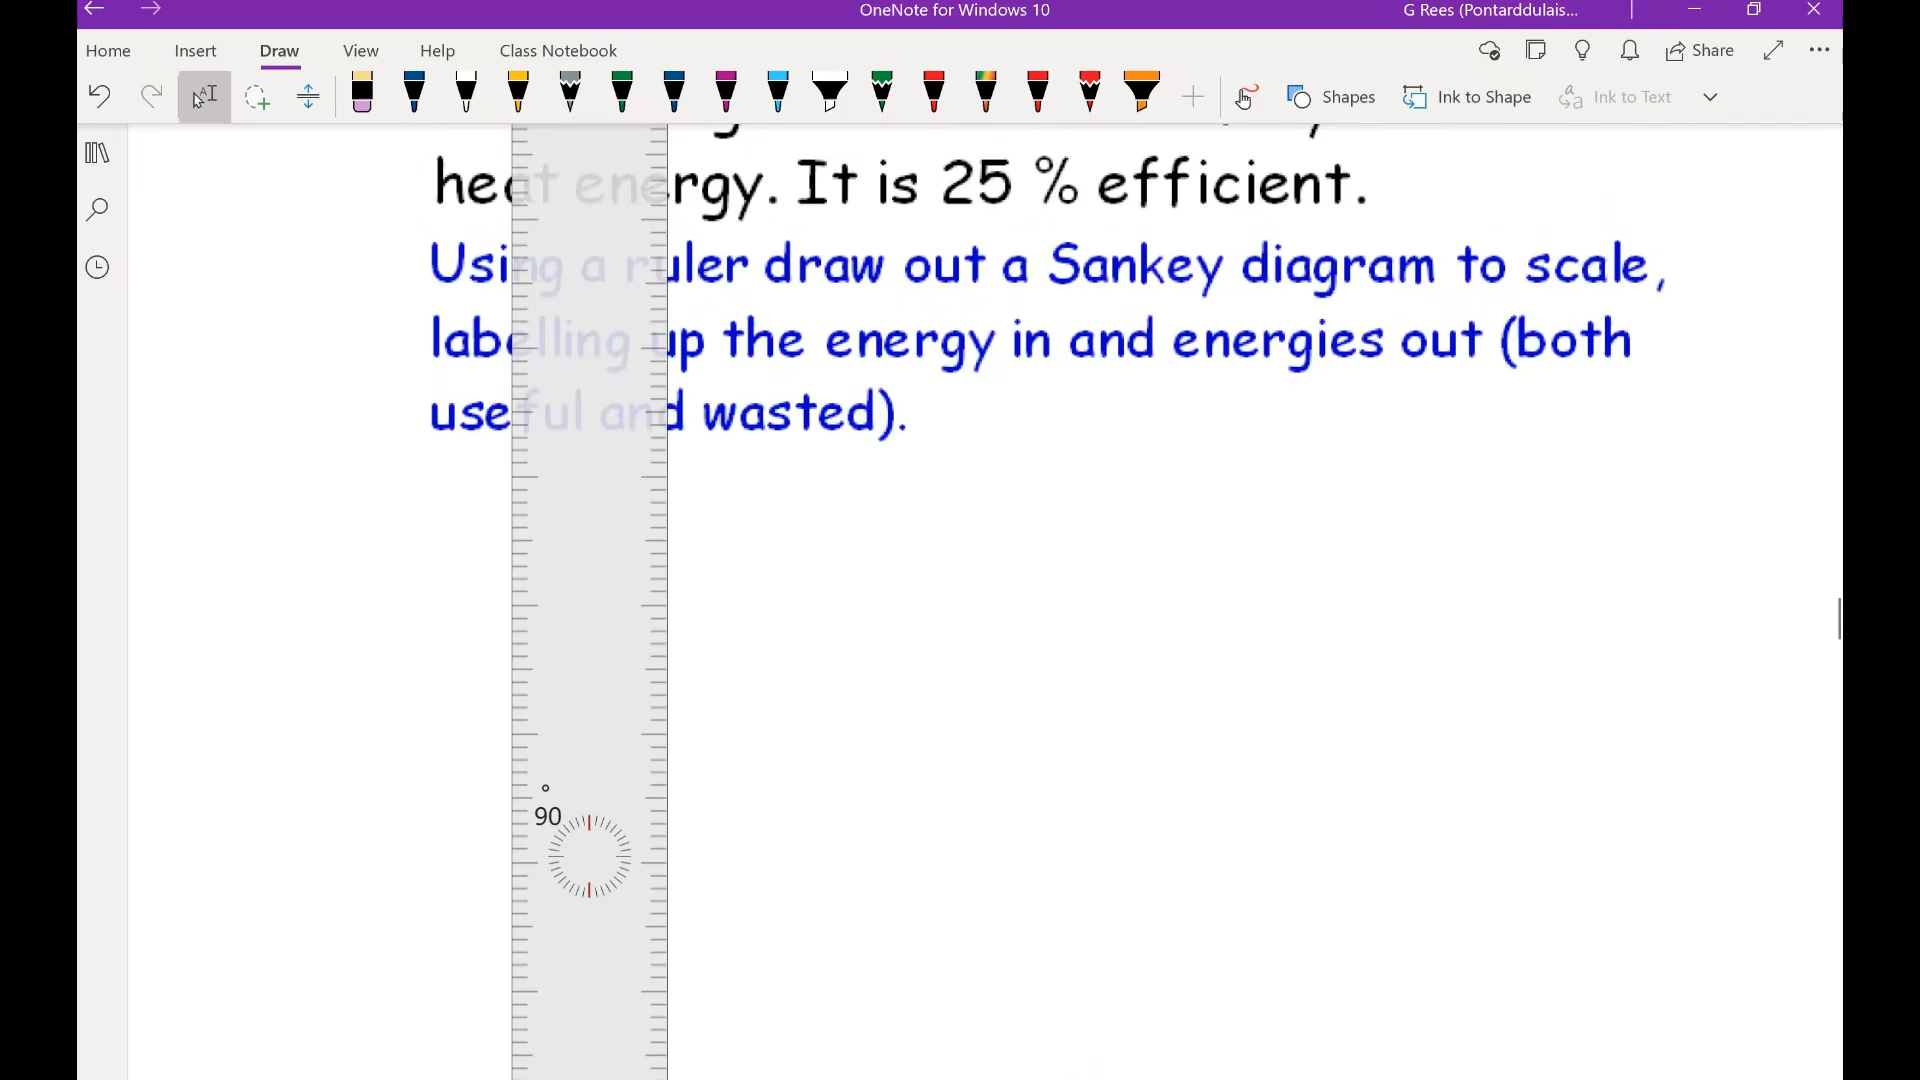 OneNote for Windows 10
G Rees (Pontarddulais...
Home Insert Draw View Help Class Notebook
Share
Shapes Ink to Shape Ink to Text
heat energy. It is 25 % efficient.
Using a ruler draw out a Sankey diagram to scale,
labelling up the energy in and energies out (both
useful and wasted).
°
90